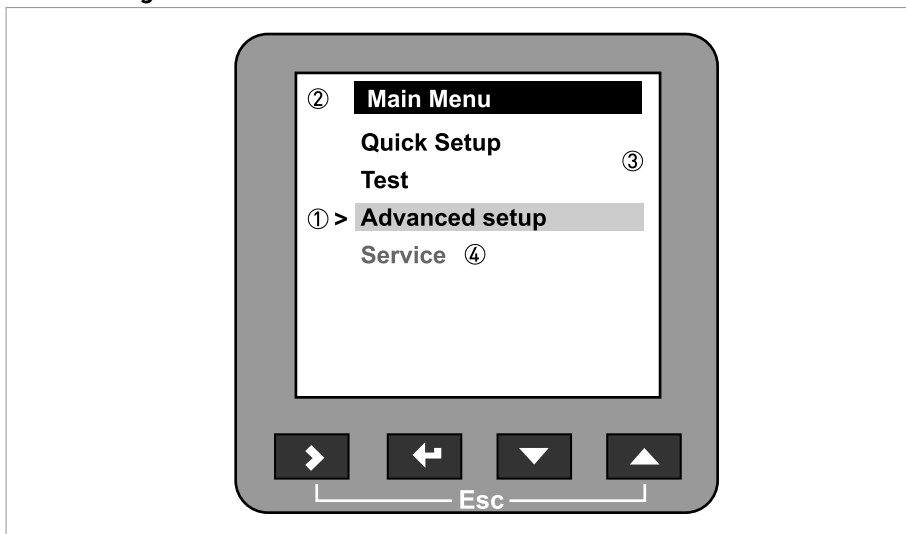 ② Main Menu
Quick Setup
③
Test
① > Advanced setup
Service ④
Esc